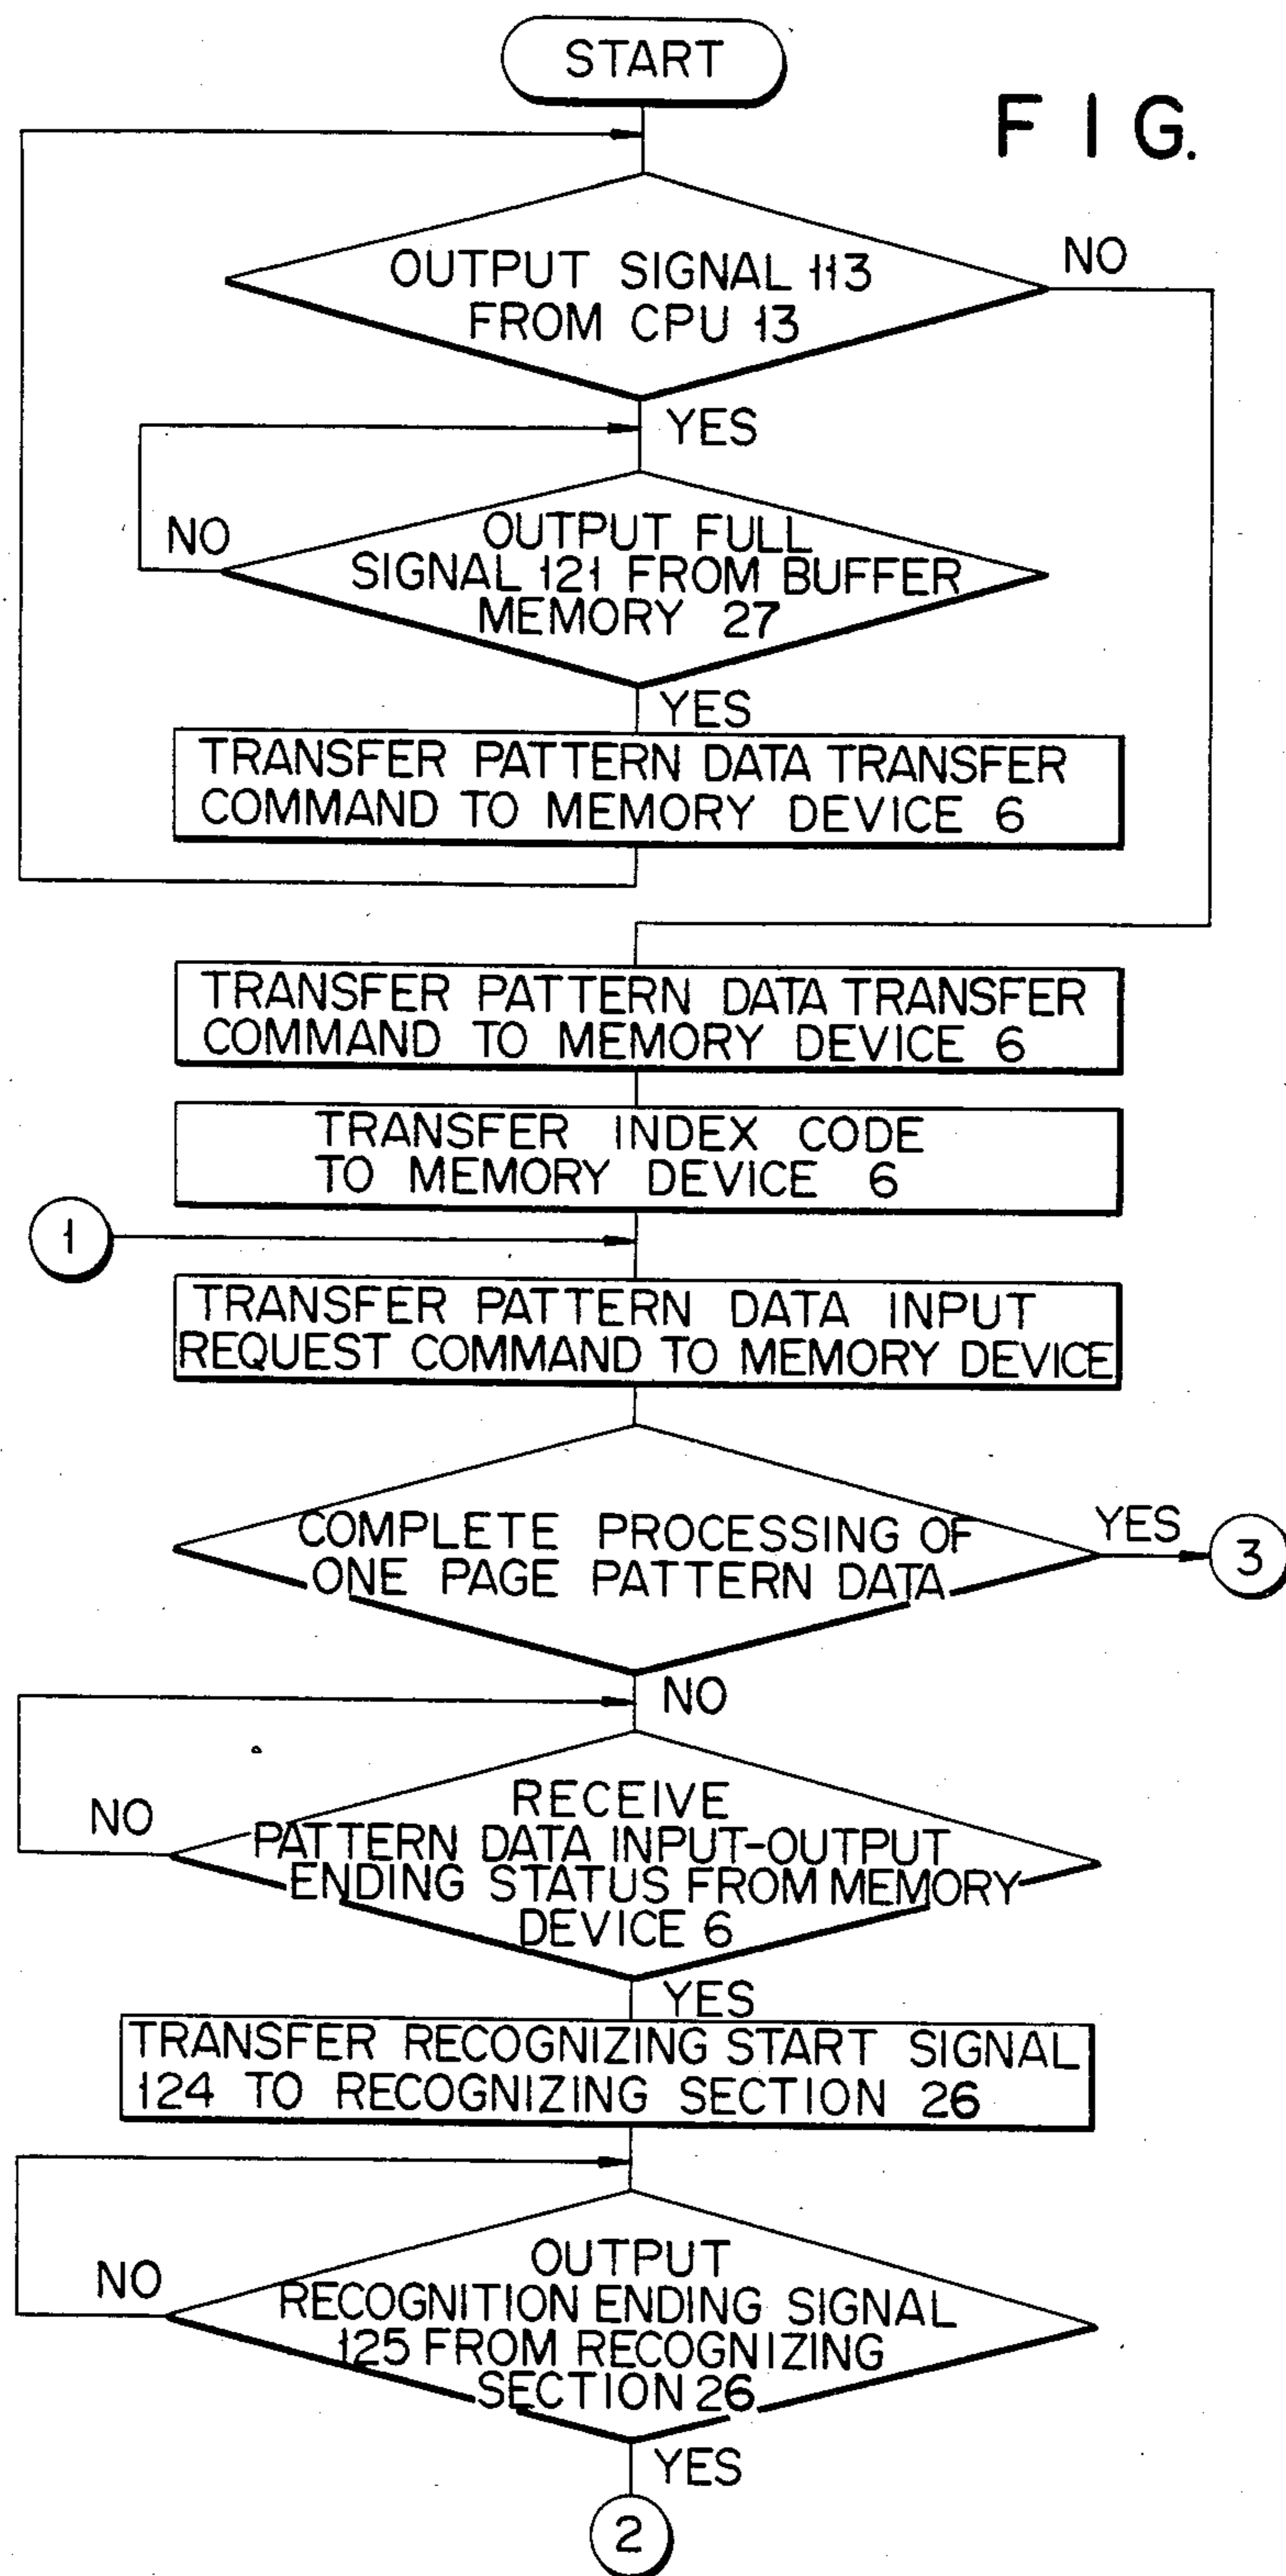 START
FIG.
OUTPUT SIGNAL 113
FROM CPU 13
NO
YES
NO
OUTPUT FULL
SIGNAL 121 FROM BUFFER
MEMORY 27
YES
TRANSFER PATTERN DATA TRANSFER
COMMAND TO MEMORY DEVICE 6
TRANSFER PATTERN DATA TRANSFER
COMMAND TO MEMORY DEVICE 6
TRANSFER INDEX CODE
TO MEMORY DEVICE 6
1
TRANSFER PATTERN DATA INPUT
REQUEST COMMAND TO MEMORY DEVICE
COMPLETE PROCESSING OF
ONE PAGE PATTERN DATA
YES
3
NO
NO
RECEIVE
PATTERN DATA INPUT-OUTPUT
ENDING STATUS FROM MEMORY
DEVICE 6
YES
TRANSFER RECOGNIZING START SIGNAL
124 TO RECOGNIZING SECTION 26
NO
OUTPUT
RECOGNITION ENDING SIGNAL
125 FROM RECOGNIZING
SECTION 26
YES
2